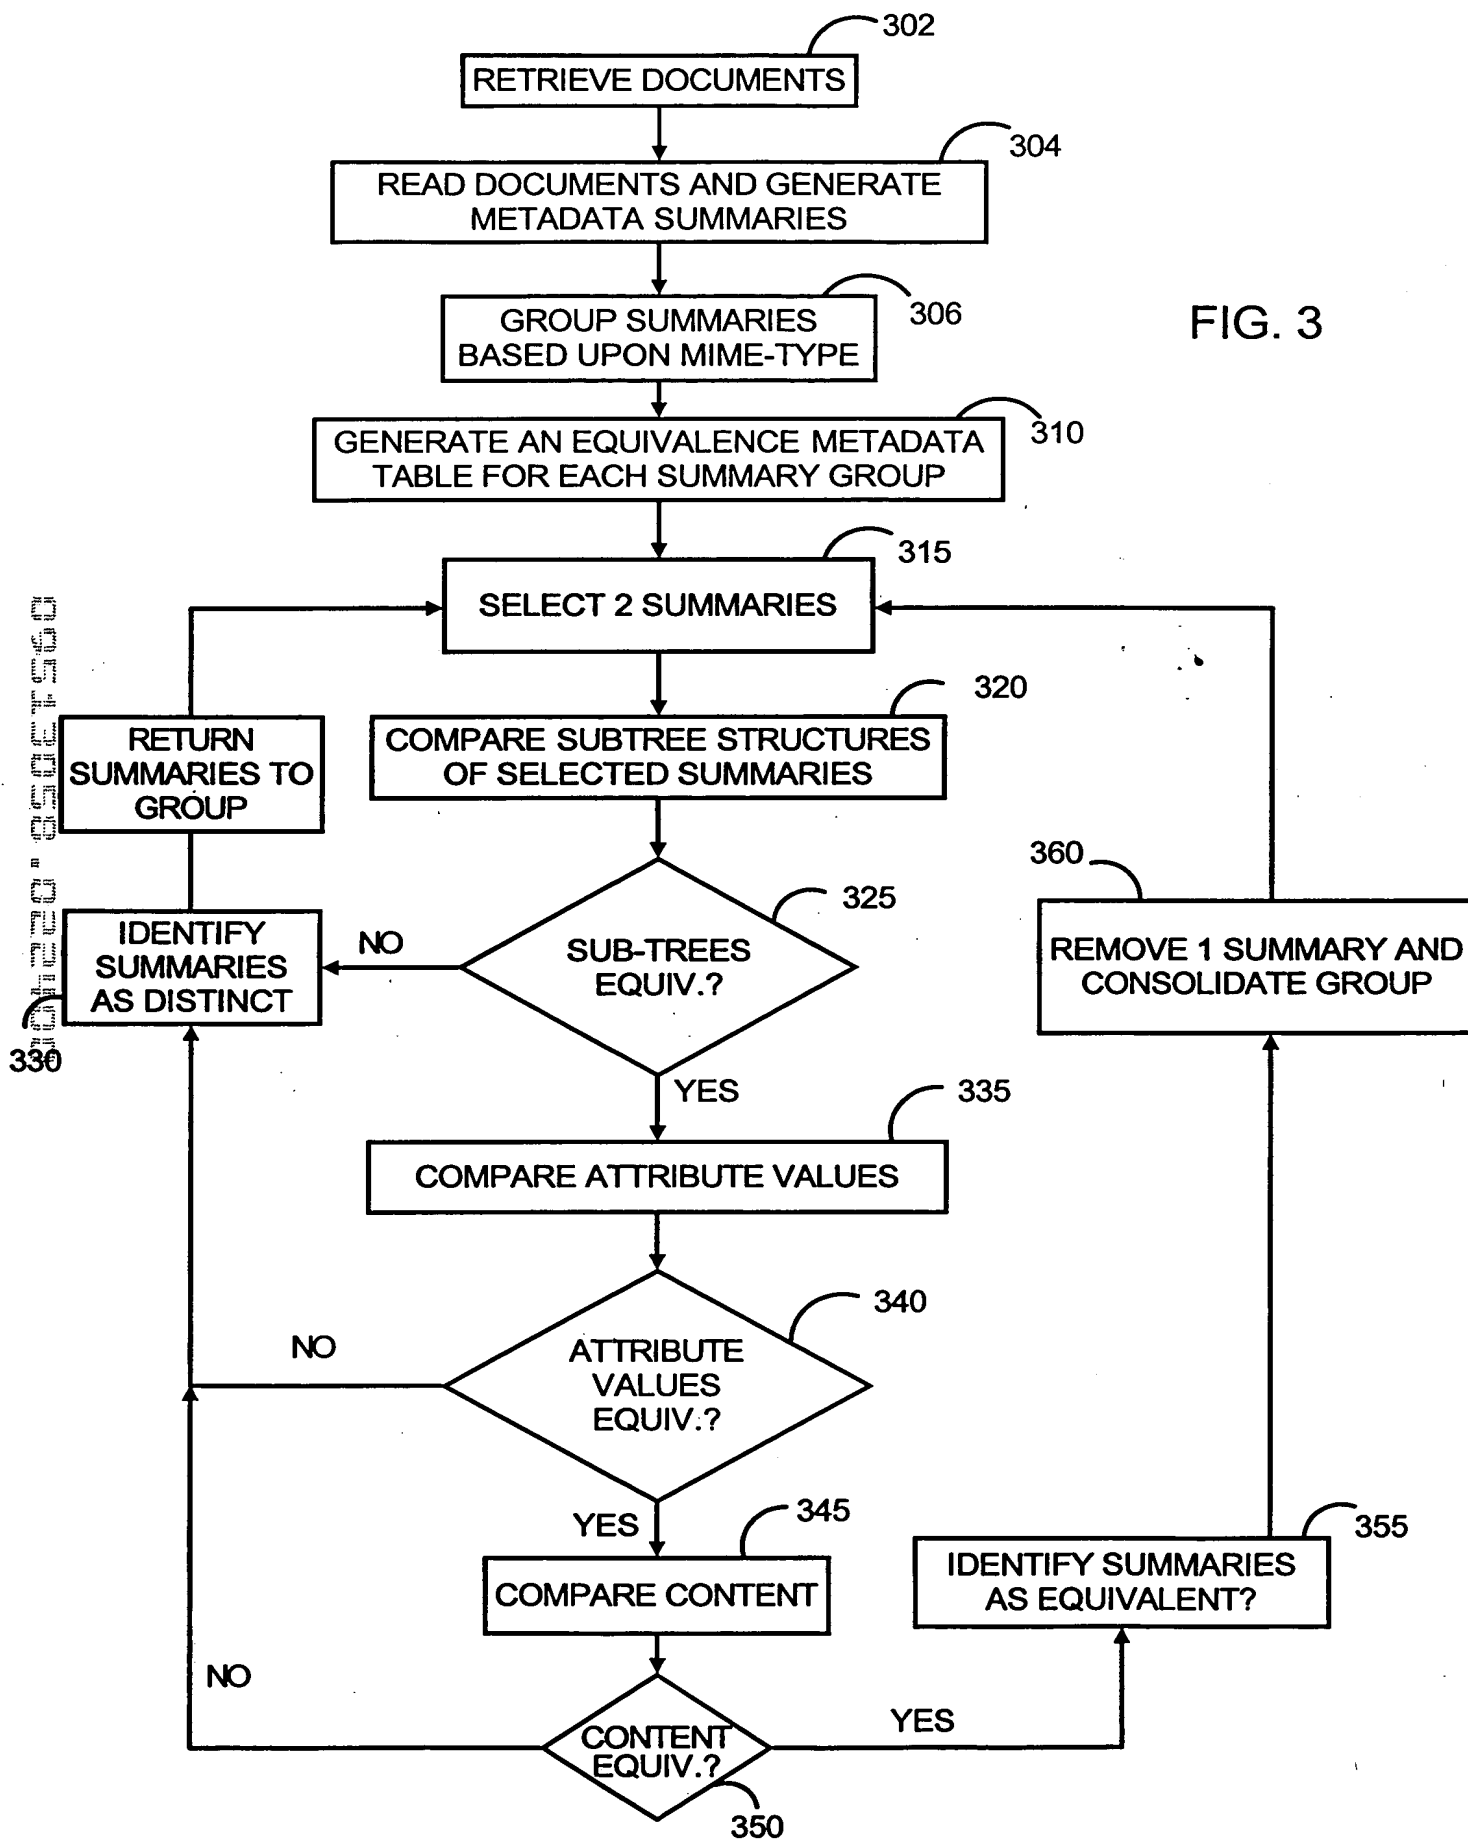 302
RETRIEVE DOCUMENTS
304
READ DOCUMENTS AND GENERATE
METADATA SUMMARIES
306
GROUP SUMMARIES
BASED UPON MIME-TYPE
FIG. 3
310
GENERATE AN EQUIVALENCE METADATA
TABLE FOR EACH SUMMARY GROUP
315
SELECT 2 SUMMARIES
320
COMPARE SUBTREE STRUCTURES
OF SELECTED SUMMARIES
RETURN
SUMMARIES TO
GROUP
325
SUB-TREES
EQUIV.?
NO
IDENTIFY
SUMMARIES
AS DISTINCT
330
360
REMOVE 1 SUMMARY AND
CONSOLIDATE GROUP
YES
335
COMPARE ATTRIBUTE VALUES
340
ATTRIBUTE
VALUES
EQUIV.?
NO
YES
345
COMPARE CONTENT
355
IDENTIFY SUMMARIES
AS EQUIVALENT?
NO
CONTENT
EQUIV.?
YES
350